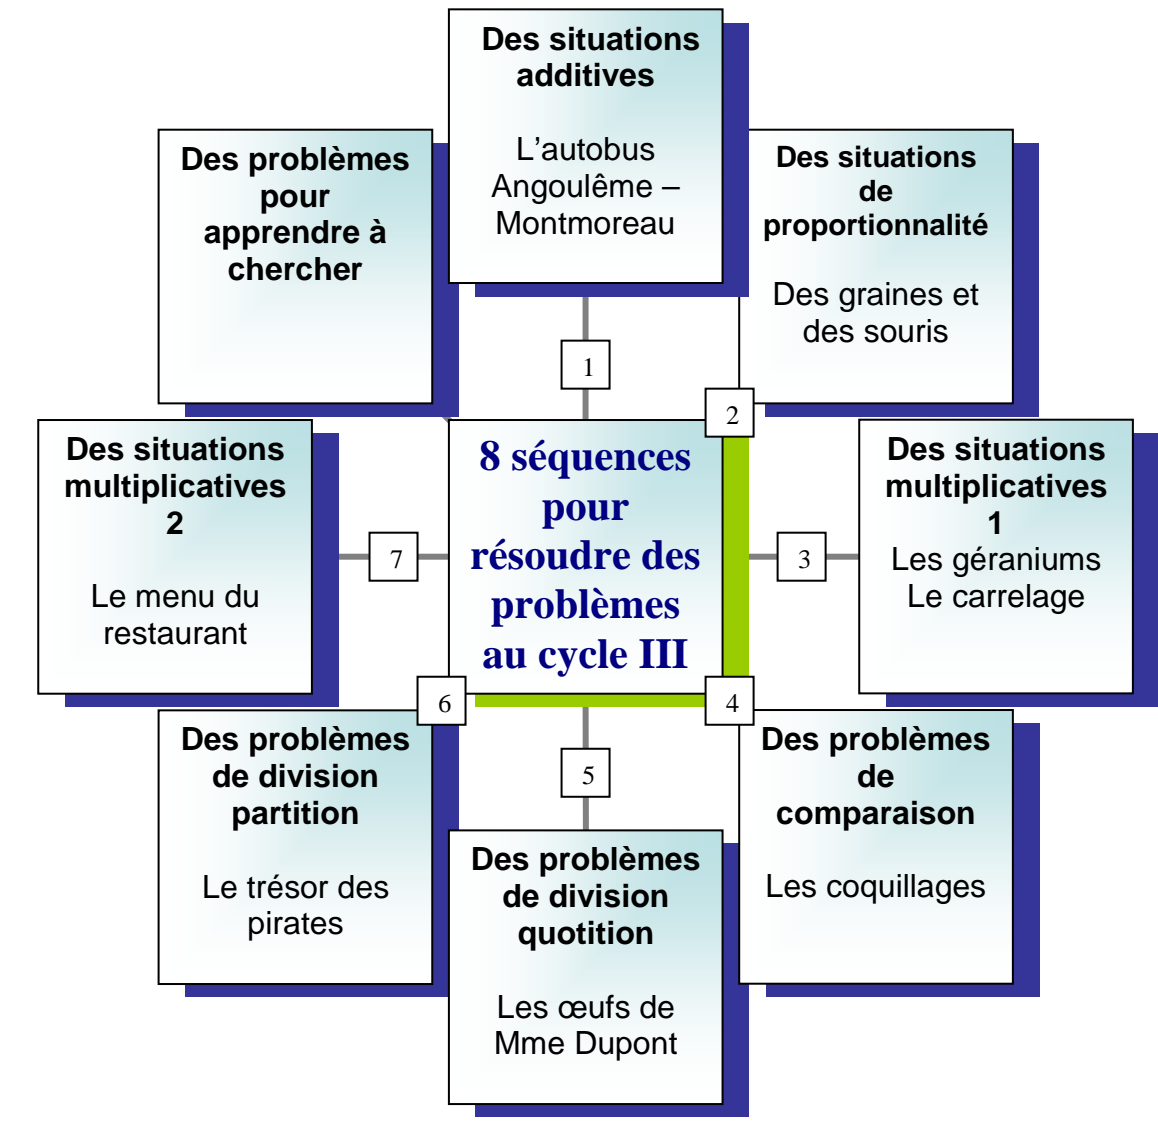 Des situations
additives
L'autobus
Angoulême –
Montmoreau
Des problèmes
pour
apprendre à
chercher
Des situations
de
proportionnalité
Des graines et
des souris
1
2
Des situations
multiplicatives
2
Le menu du
restaurant
7
8 séquences
pour
résoudre des
problèmes
au cycle III
3
Des situations
multiplicatives
1
Les géraniums
Le carrelage
6
4
Des problèmes
de division
partition
Le trésor des
pirates
5
Des problèmes
de
comparaison
Les coquillages
Des problèmes
de division
quotition
Les œufs de
Mme Dupont